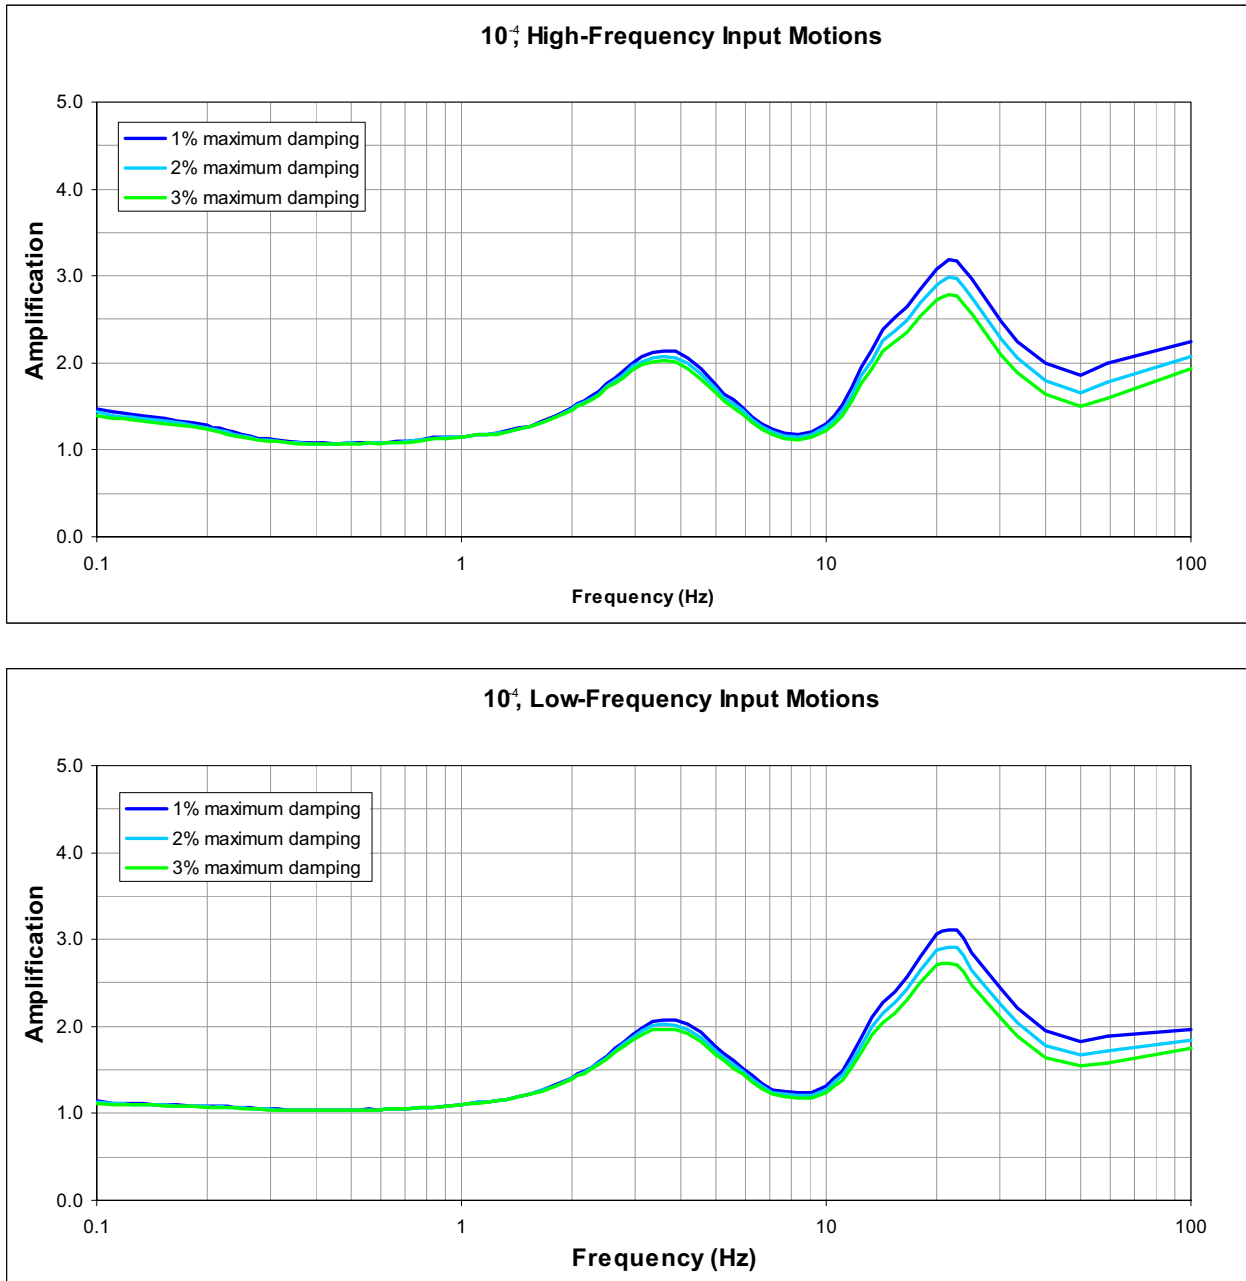 10-4, High-Frequency Input Motions
5.0
1% maximum damping
2% maximum damping
4.0
3% maximum damping
3.0
Amplification
2.0
1.0
0.0
0.1 1 10 100
Frequency (Hz)
10-4, Low-Frequency Input Motions
5.0
1% maximum damping
2% maximum damping
4.0
3% maximum damping
3.0
Amplification
2.0
1.0
0.0
0.1 1 10 100
Frequency (Hz)